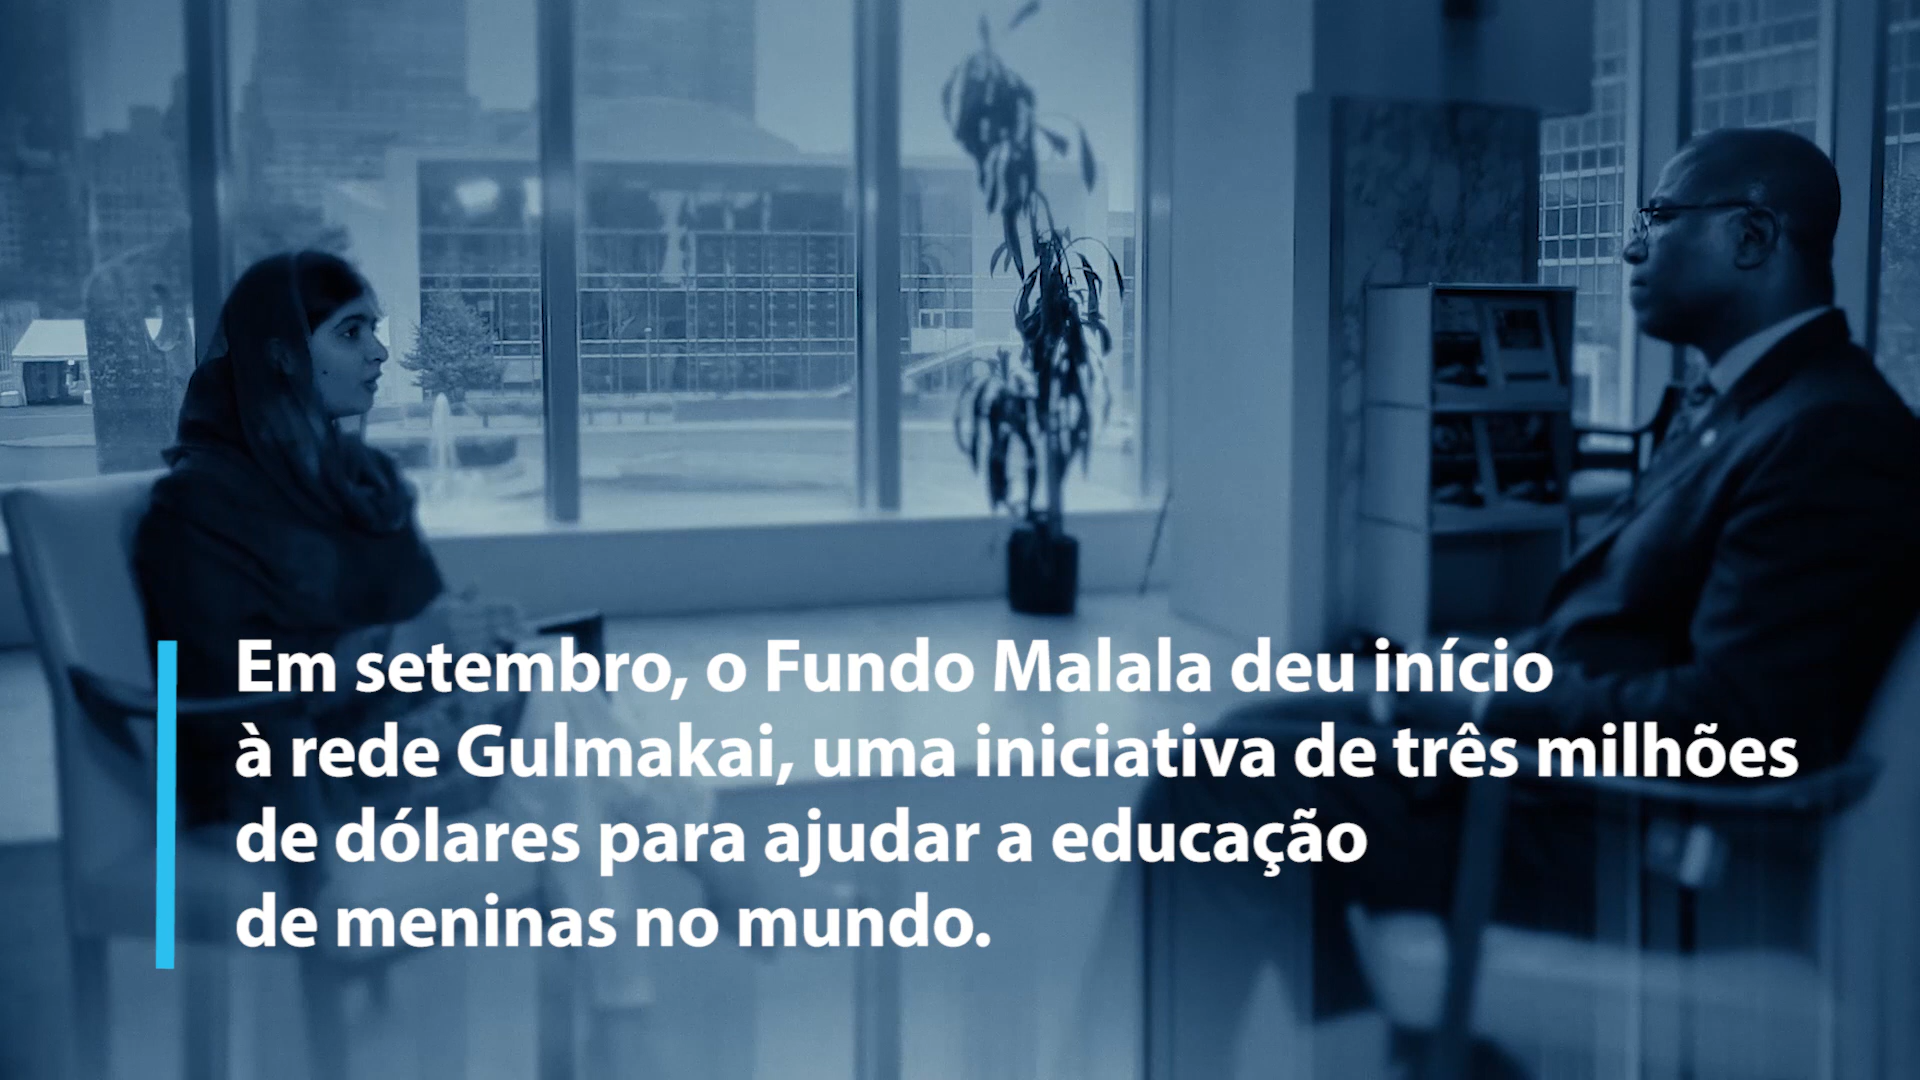 Em setembro, o Fundo Malala deu início
à rede Gulmakai, uma iniciativa de três milhões
de dólares para ajudar a educação
de meninas no mundo.